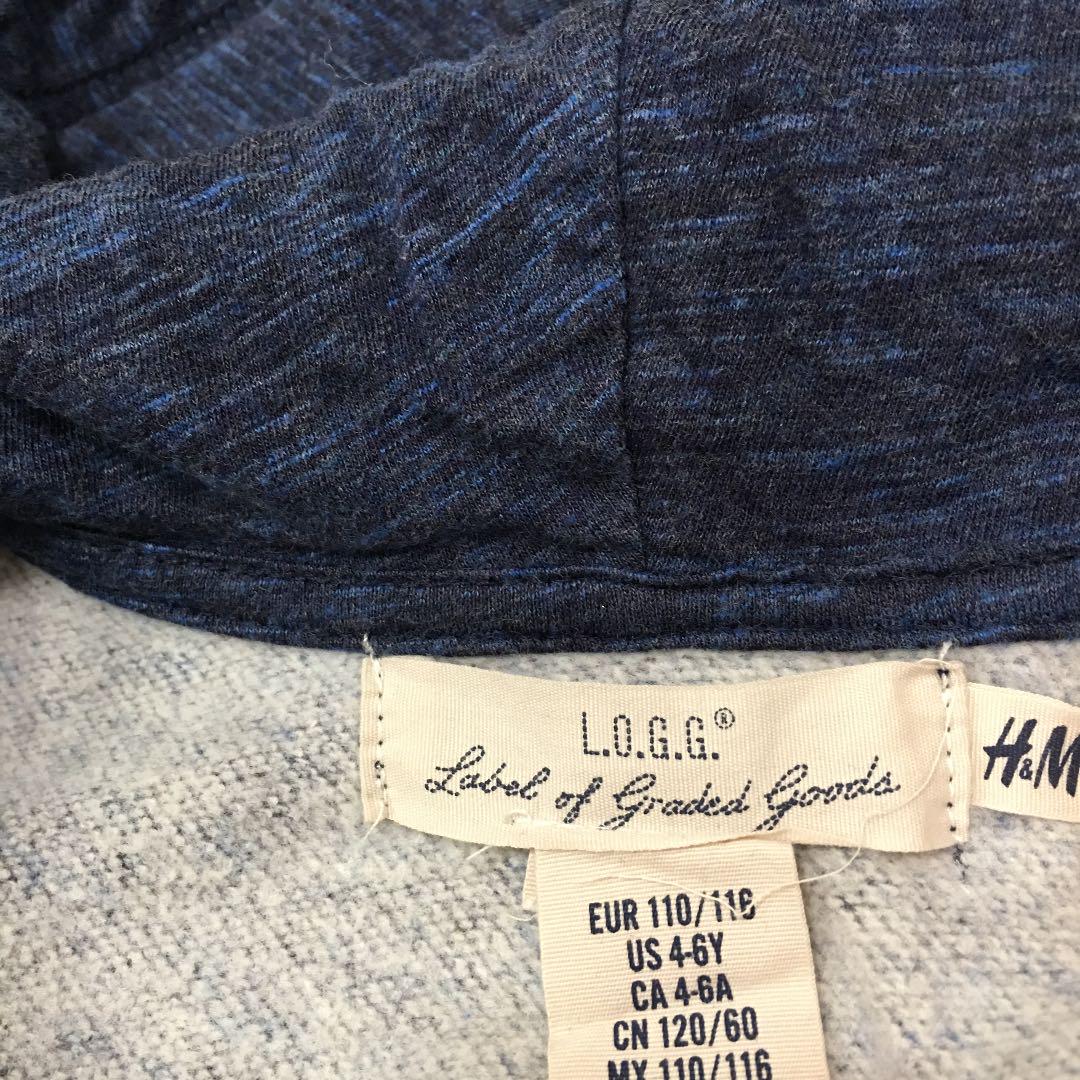 L.O.G.G.®
Label of Graded Goods
H&M
EUR 110/116
US 4-6Y
CA 4-6A
CN 120/60
MX 110/116